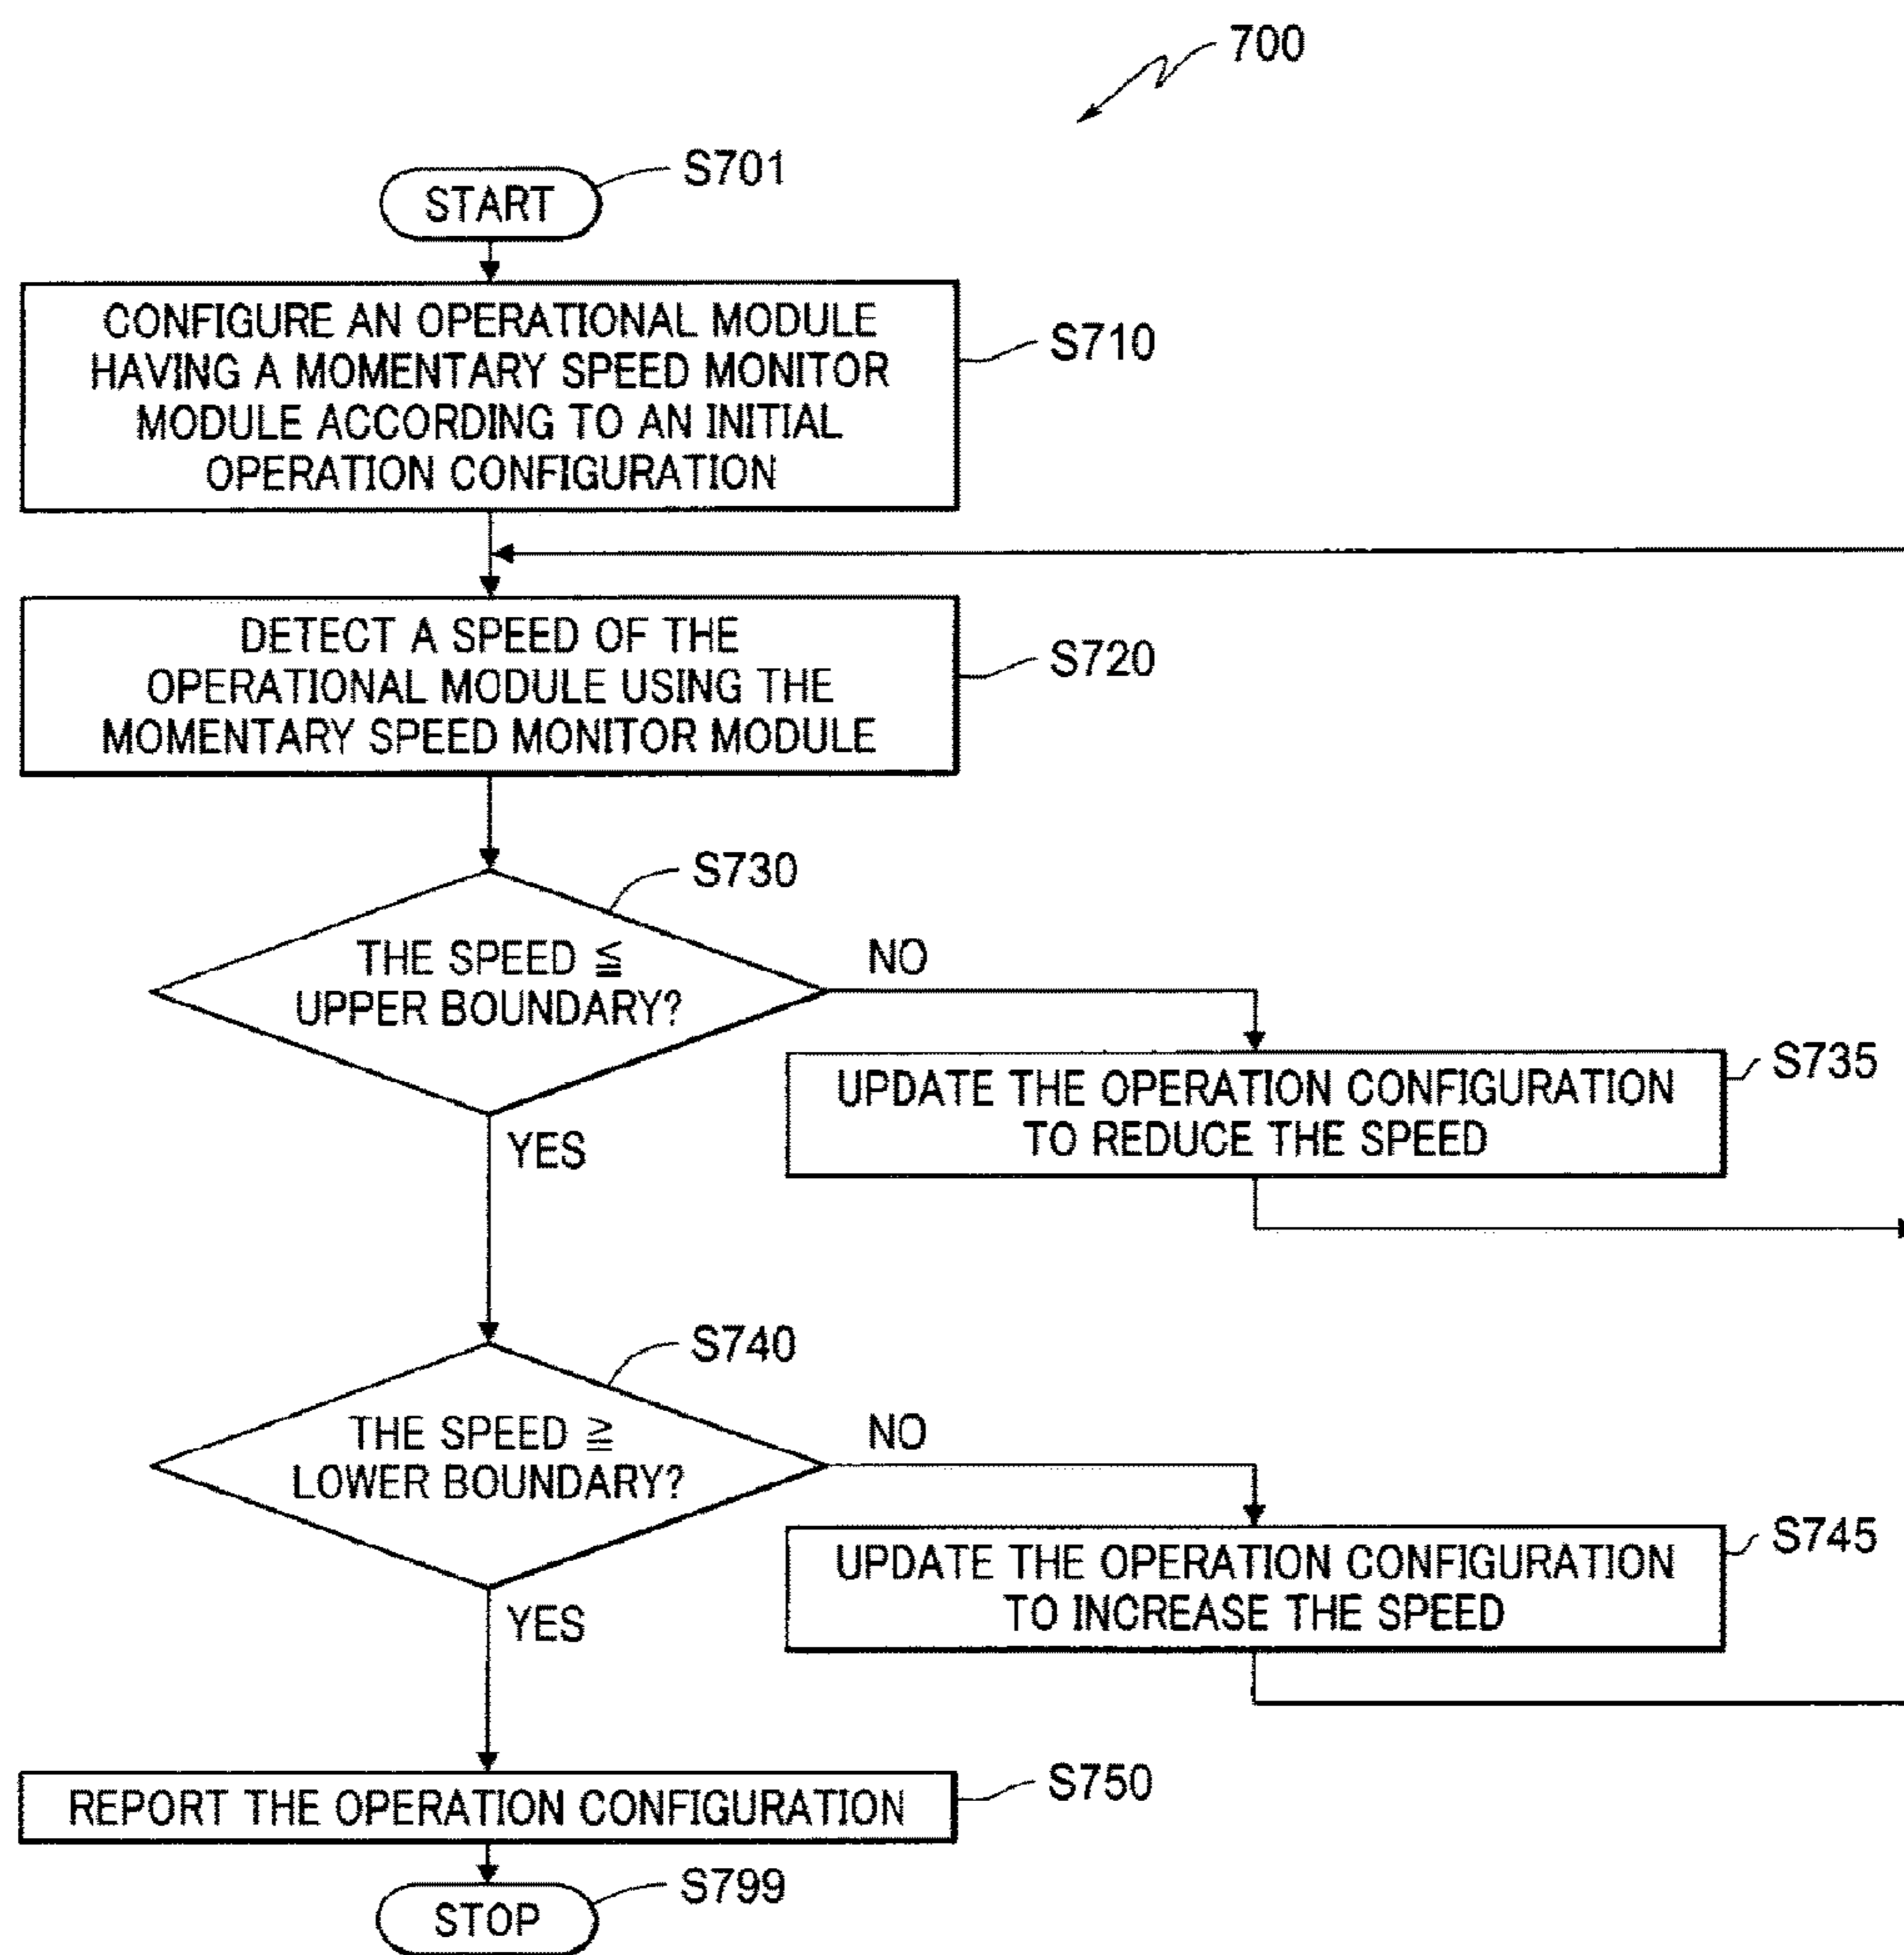 700
START
S701
CONFIGURE AN OPERATIONAL MODULE
HAVING A MOMENTARY SPEED MONITOR
MODULE ACCORDING TO AN INITIAL
OPERATION CONFIGURATION
S710
DETECT A SPEED OF THE
OPERATIONAL MODULE USING THE
MOMENTARY SPEED MONITOR MODULE
S720
S730
THE SPEED ≦
UPPER BOUNDARY?
NO
YES
UPDATE THE OPERATION CONFIGURATION
TO REDUCE THE SPEED
S735
S740
THE SPEED ≧
LOWER BOUNDARY?
NO
YES
UPDATE THE OPERATION CONFIGURATION
TO INCREASE THE SPEED
S745
REPORT THE OPERATION CONFIGURATION
S750
STOP
S799